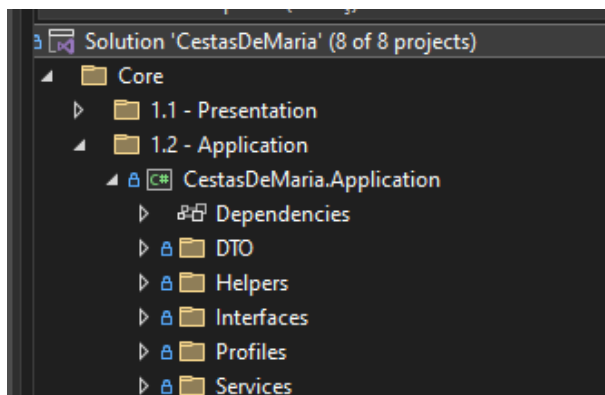 Solution 'CestasDeMaria' (8 of 8 projects)
Core
1.1 - Presentation
1.2 - Application
C# CestasDeMaria.Application
Dependencies
DTO
Helpers
Interfaces
Profiles
Services